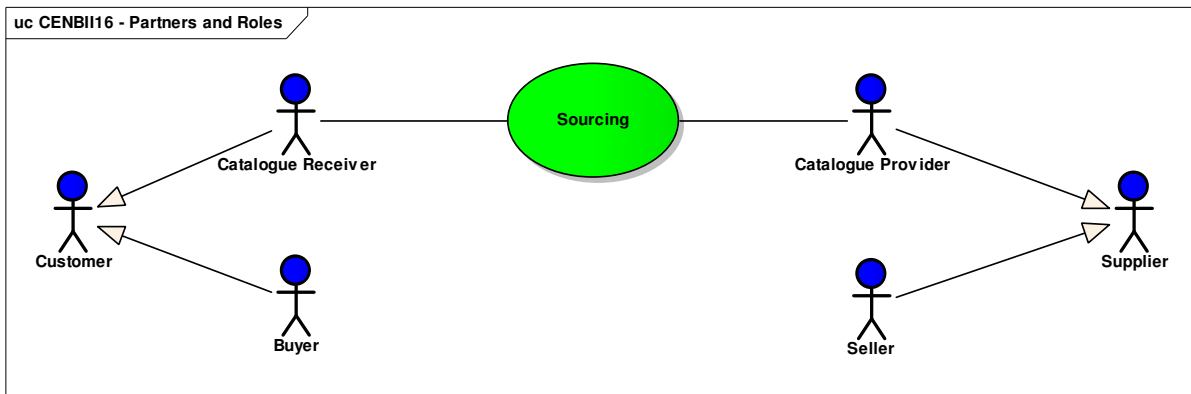 uc CENBII16 - Partners and Roles
Sourcing
Catalogue Receiver
Catalogue Provider
Customer
Supplier
Buyer
Seller